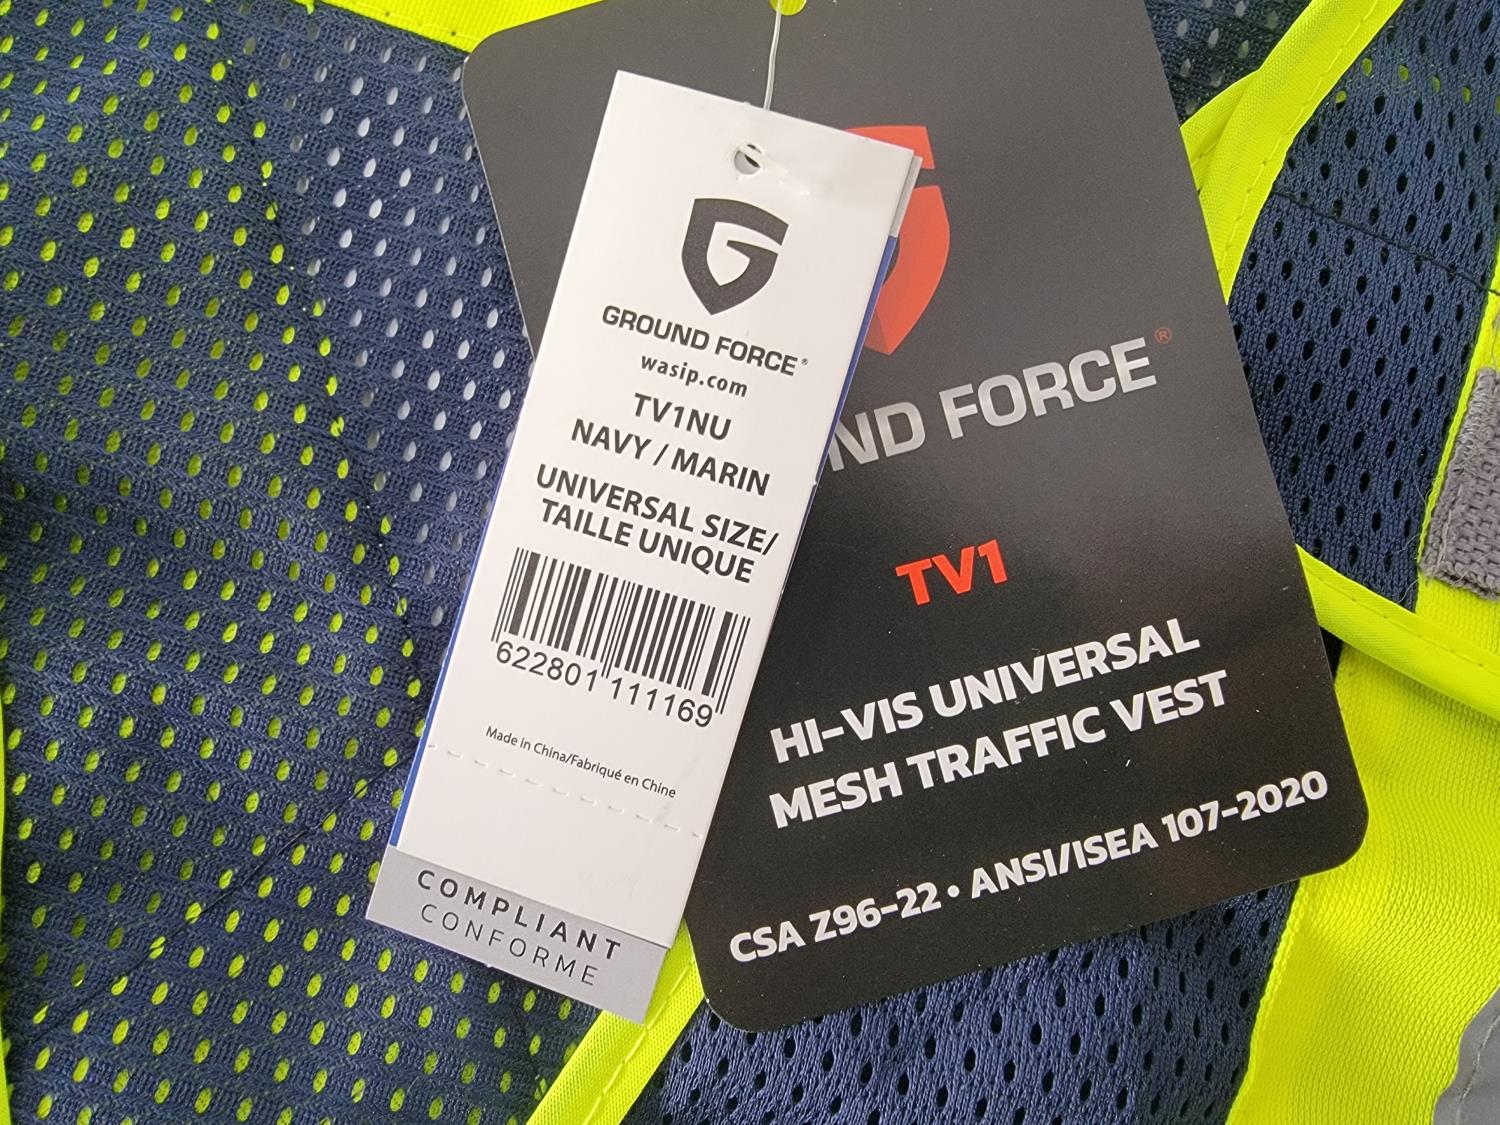 GROUND FORCE®
wasip.com
TV1NU
NAVY / MARIN
UNIVERSAL SIZE/
TAILLE UNIQUE
622801 111169
Made in China/Fabriqué en Chine
COMPLIANT
CONFORME
ND FORCE®
TV1
HI-VIS UNIVERSAL
MESH TRAFFIC VEST
CSA Z96-22 • ANSI/ISEA 107-2020